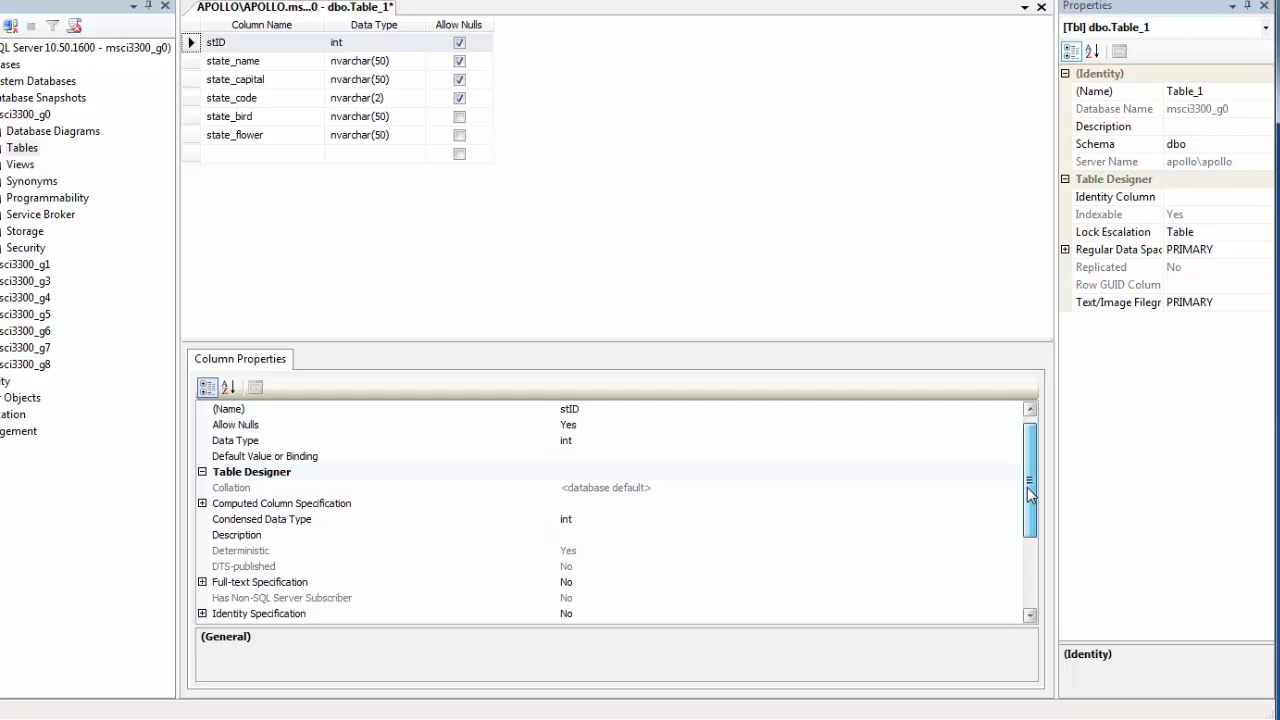 APOLLO\APOLLO.ms...0 - dbo.Table_1*
QL Server 10.50.1600 - msci3300_g0)
ases
stem Databases
atabase Snapshots
sci3300_g0
Database Diagrams
Tables
Views
Synonyms
Programmability
Service Broker
Storage
Security
sci3300_g1
sci3300_g3
sci3300_g4
sci3300_g5
sci3300_g6
sci3300_g7
sci3300_g8
ity
r Objects
cation
gement
Column Name Data Type Allow Nulls
stID int
state_name nvarchar(50)
state_capital nvarchar(50)
state_code nvarchar(2)
state_bird nvarchar(50)
state_flower nvarchar(50)
Column Properties
(Name) stID
Allow Nulls Yes
Data Type int
Default Value or Binding
Table Designer
Collation <database default>
Computed Column Specification
Condensed Data Type int
Description
Deterministic Yes
DTS-published No
Full-text Specification No
Has Non-SQL Server Subscriber No
Identity Specification No
(General)
Properties
[Tbl] dbo.Table_1
(Identity)
(Name) Table_1
Database Name msci3300_g0
Description
Schema dbo
Server Name apollo\apollo
Table Designer
Identity Column
Indexable Yes
Lock Escalation Table
Regular Data Spac PRIMARY
Replicated No
Row GUID Colum
Text/Image Filegr PRIMARY
(Identity)